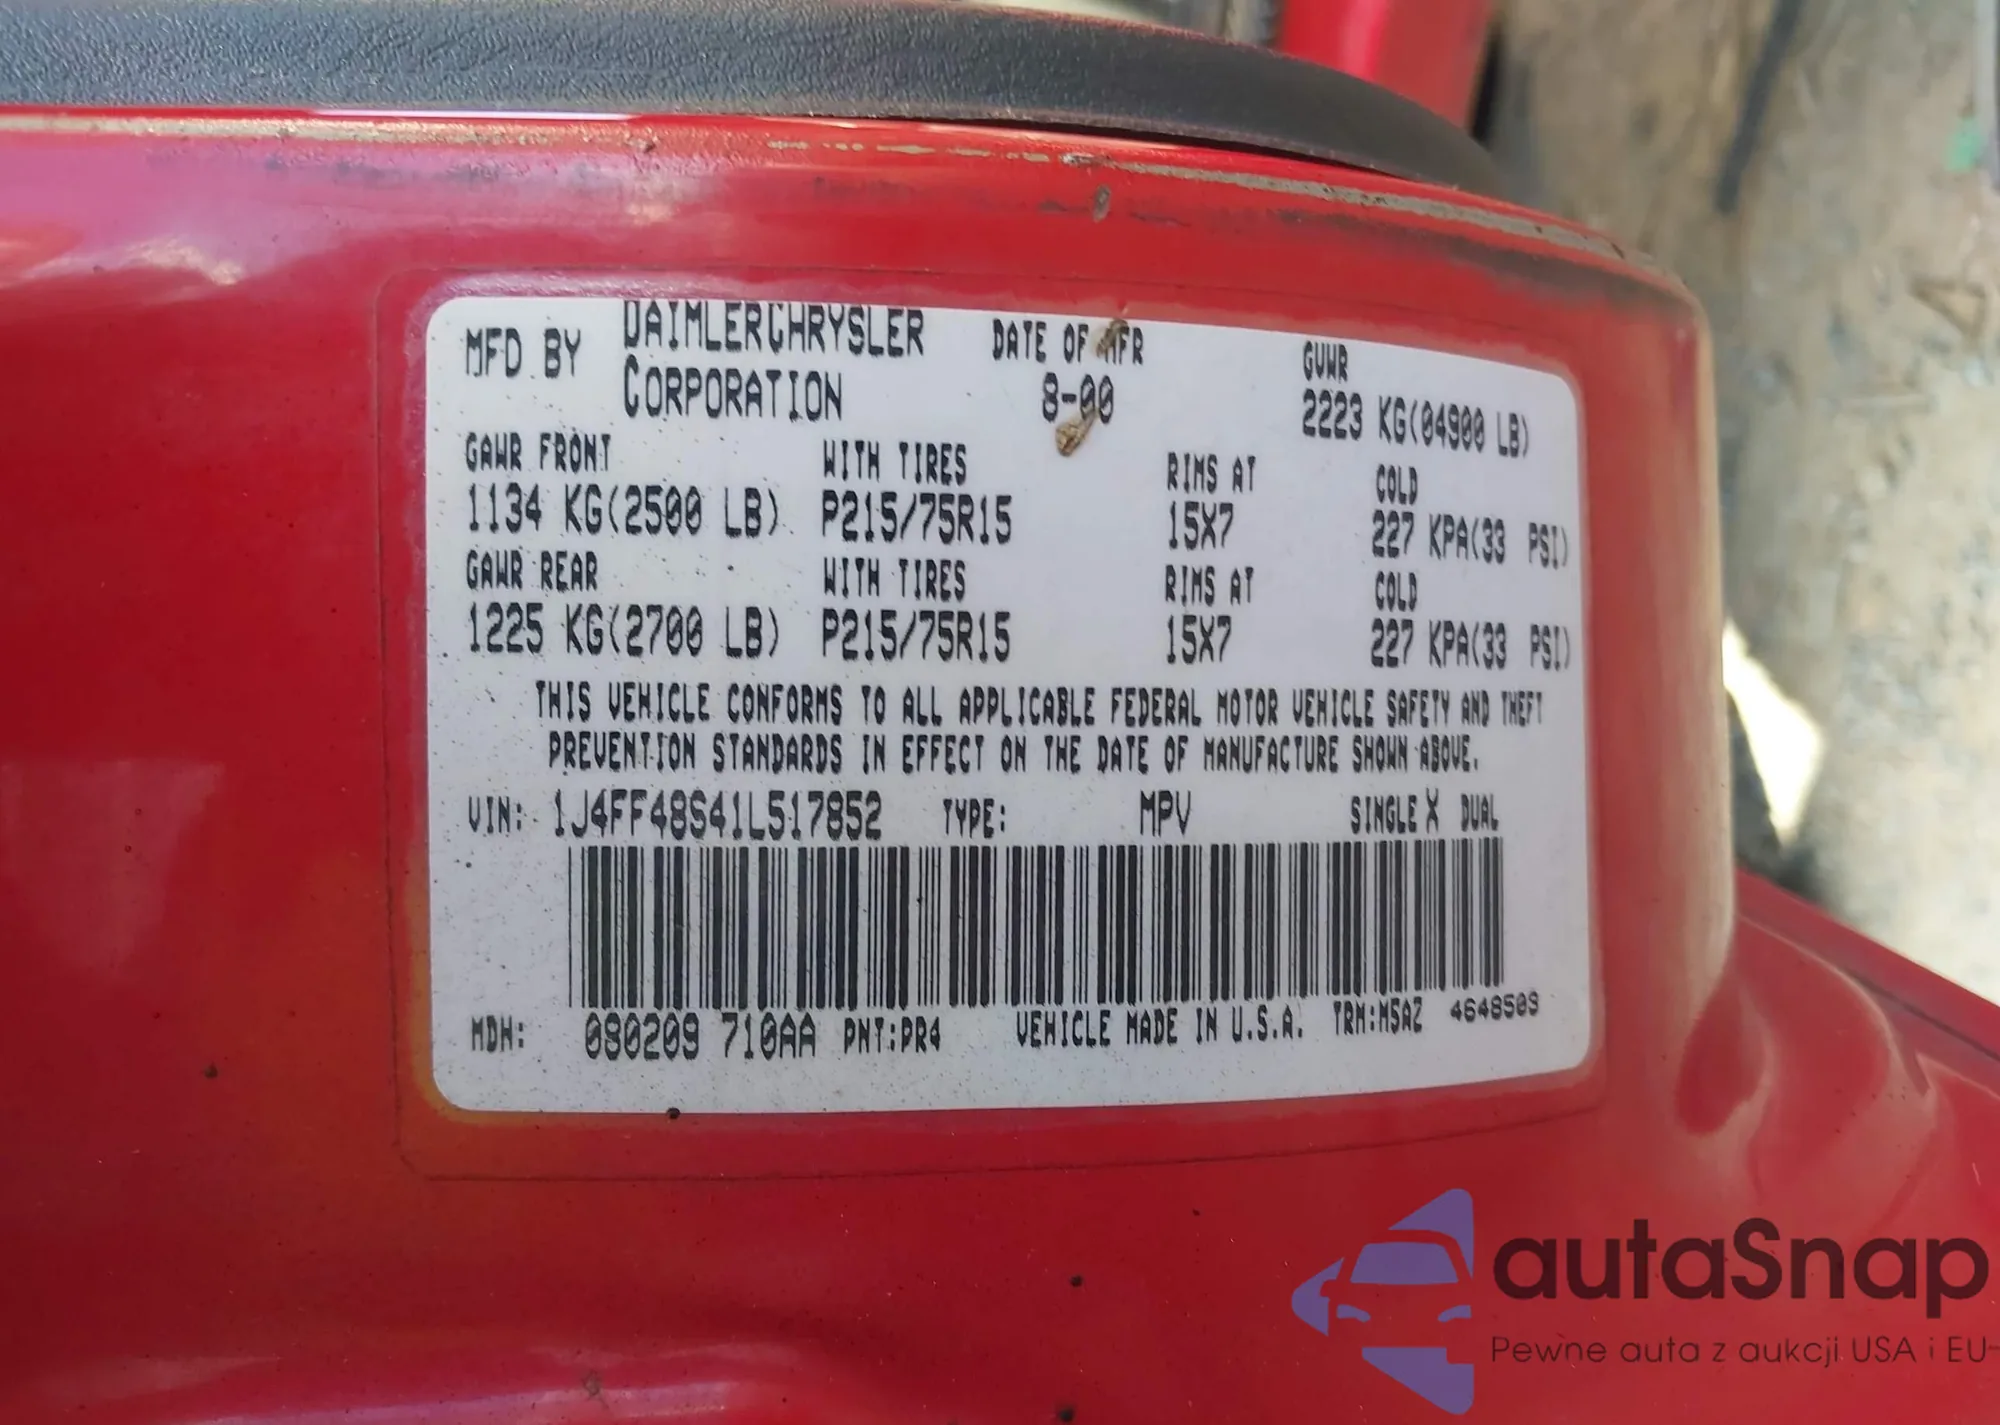 MFD BY DAIMLERCHRYSLER CORPORATION DATE OF MFR 8-00 GVWR 2223 KG(04900 LB)
GAWR FRONT WITH TIRES RIMS AT COLD
1134 KG(2500 LB) P215/75R15 15X7 227 KPA(33 PSI)
GAWR REAR WITH TIRES RIMS AT COLD
1225 KG(2700 LB) P215/75R15 15X7 227 KPA(33 PSI)
THIS VEHICLE CONFORMS TO ALL APPLICABLE FEDERAL MOTOR VEHICLE SAFETY AND THEFT
PREVENTION STANDARDS IN EFFECT ON THE DATE OF MANUFACTURE SHOWN ABOVE.
VIN: 1J4FF48S41L517852 TYPE: MPV SINGLE X DUAL
MDH: 080209 710AA PNT:PR4 VEHICLE MADE IN U.S.A. TRM:M5AZ 4648509
autaSnap
Pewne auta z aukcji USA i EU-